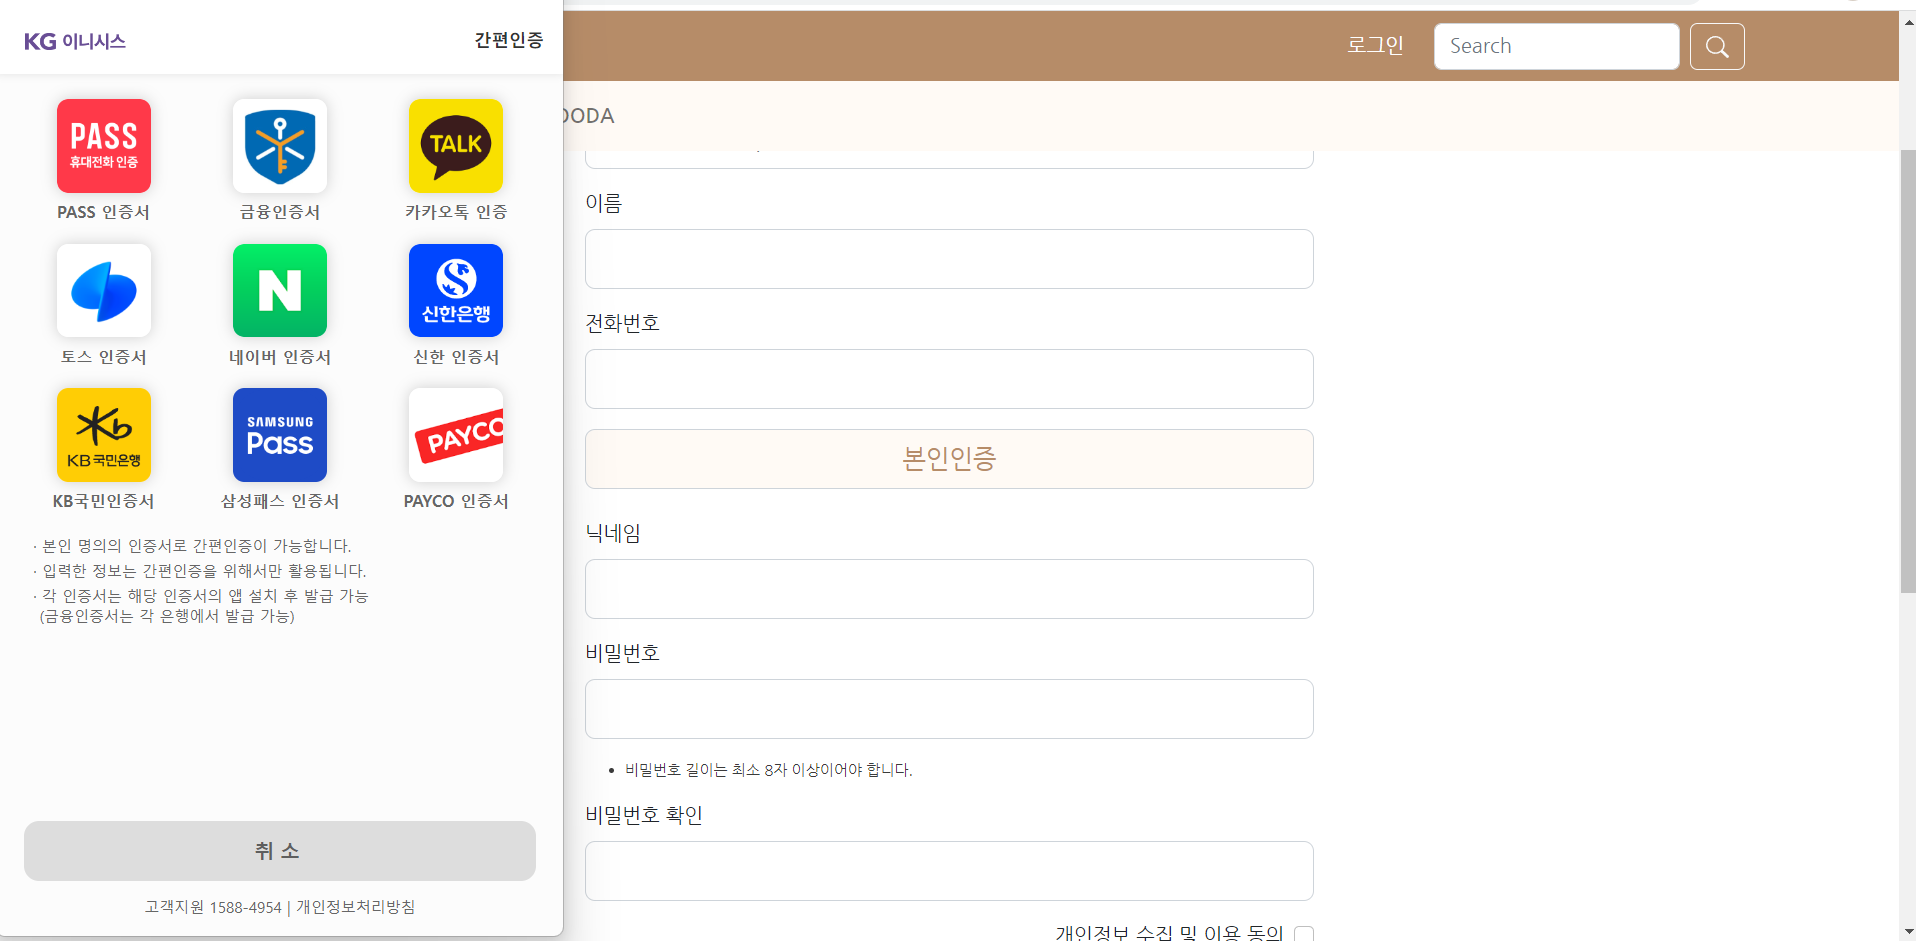 KG 이니시스
간편인증
PASS
휴대전화 인증
TALK
PASS 인증서
금융인증서
카카오톡 인증
N
신한은행
토스 인증서
네이버 인증서
신한 인증서
KB국민은행
SAMSUNG
Pass
PAYCO
KB국민인증서
삼성패스 인증서
PAYCO 인증서
· 본인 명의의 인증서로 간편인증이 가능합니다.
· 입력한 정보는 간편인증을 위해서만 활용됩니다.
· 각 인증서는 해당 인증서의 앱 설치 후 발급 가능
(금융인증서는 각 은행에서 발급 가능)
취 소
고객지원 1588-4954 | 개인정보처리방침
로그인
Search
이름
전화번호
본인인증
닉네임
비밀번호
• 비밀번호 길이는 최소 8자 이상이어야 합니다.
비밀번호 확인
개인정보 수집 및 이용 동의